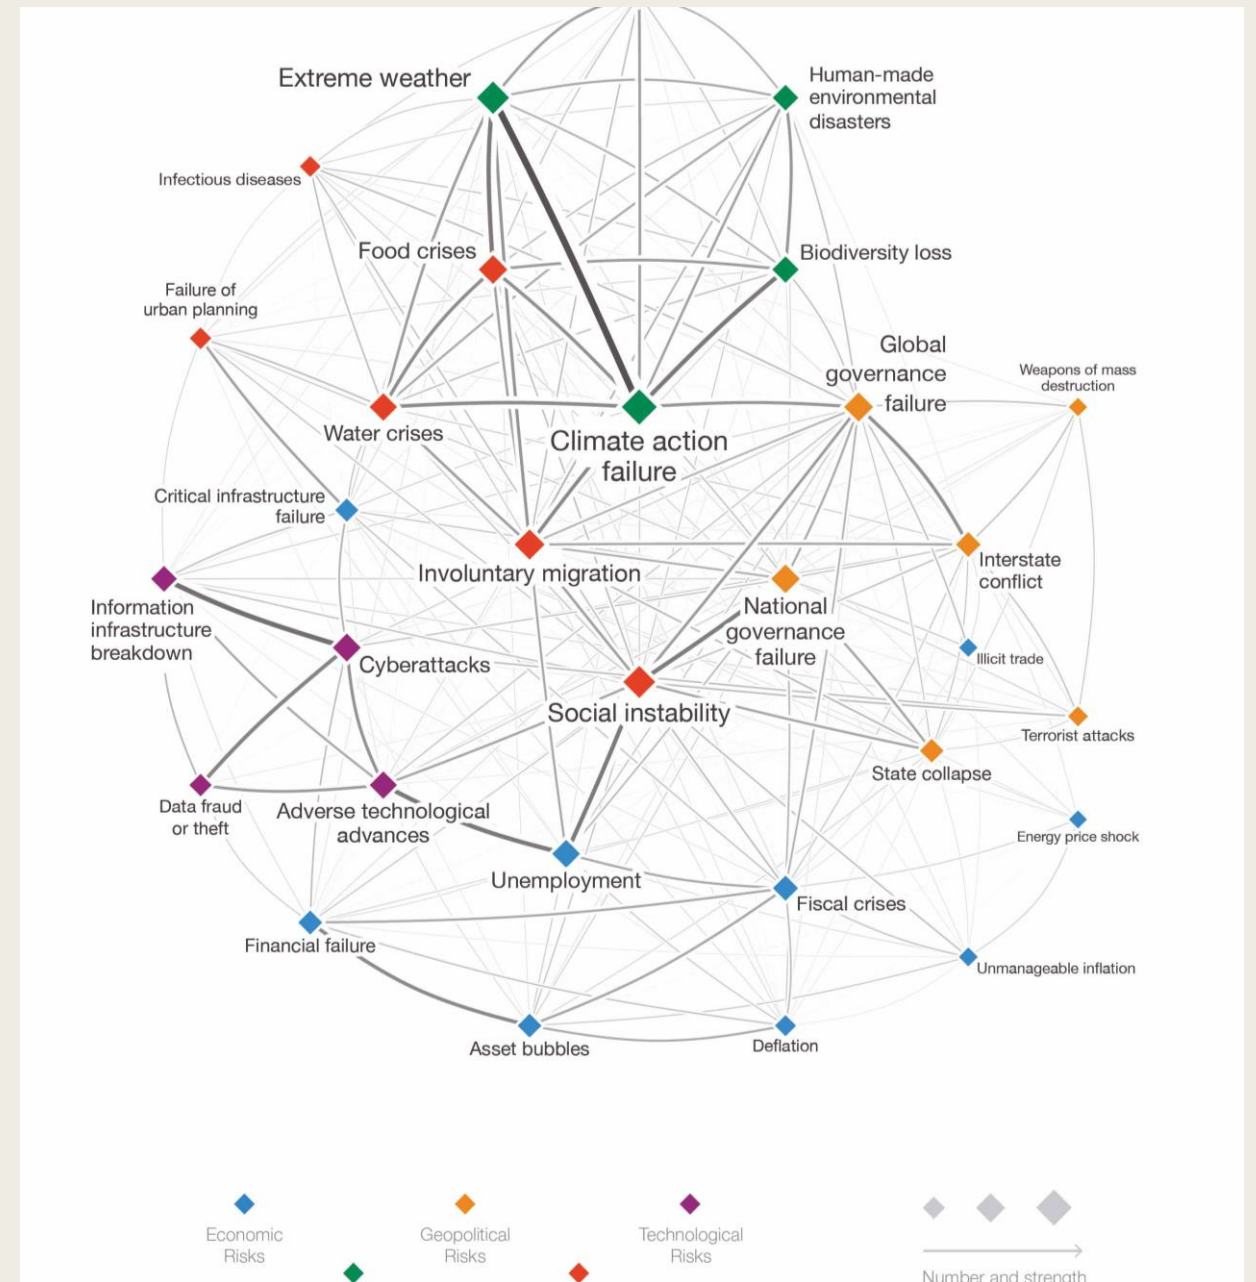 Extreme weather
Human-made
environmental
disasters
Infectious diseases
Food crises
Biodiversity loss
Failure of
urban planning
Global
governance
failure
Weapons of mass
destruction
Water crises
Climate action
failure
Critical infrastructure
failure
Involuntary migration
Interstate
conflict
Information
infrastructure
breakdown
National
governance
failure
Cyberattacks
Illicit trade
Social instability
Terrorist attacks
State collapse
Data fraud
or theft
Adverse technological
advances
Energy price shock
Unemployment
Fiscal crises
Financial failure
Unmanageable inflation
Asset bubbles
Deflation
Economic
Risks
Geopolitical
Risks
Technological
Risks
Number and strength